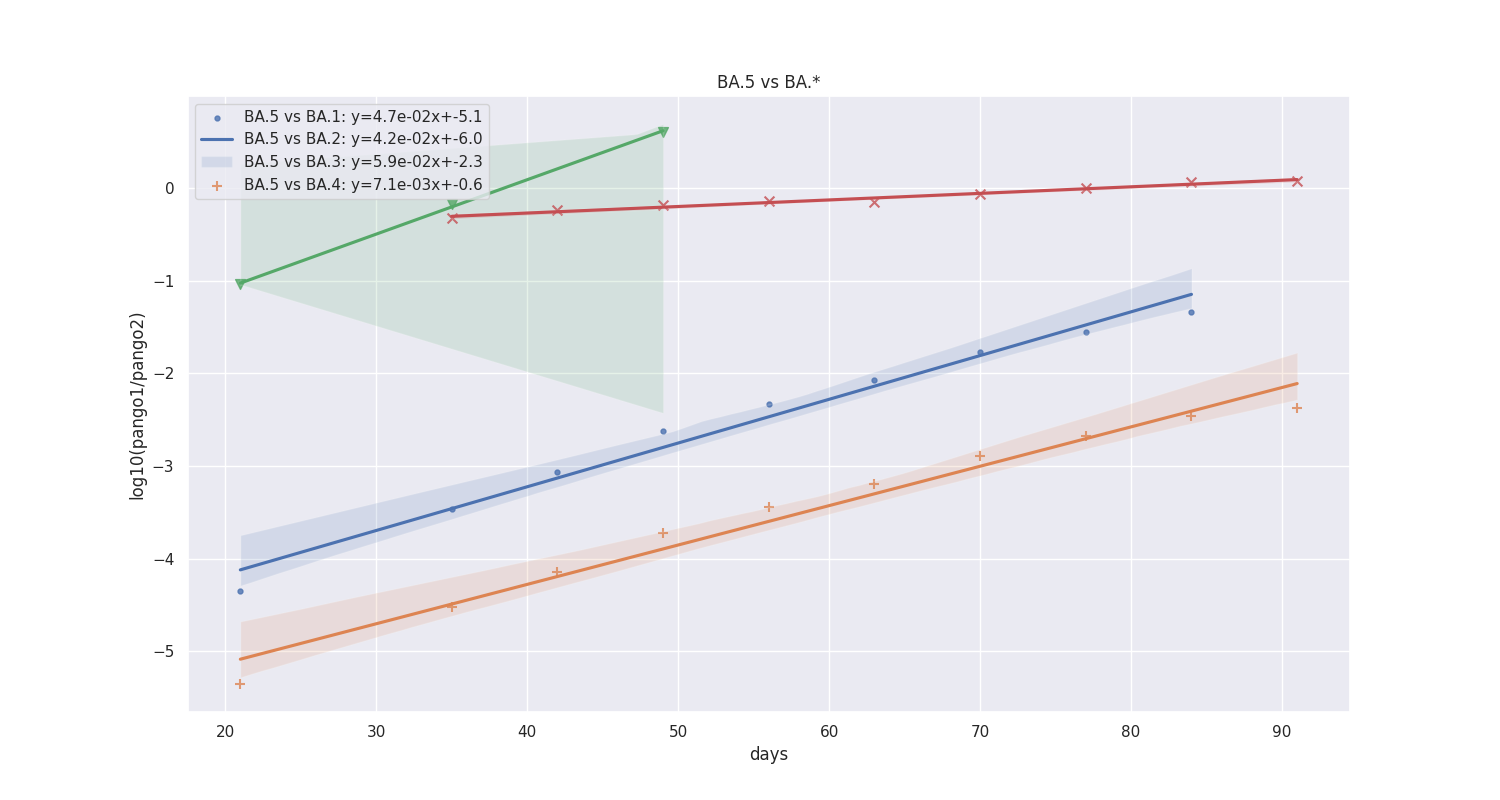 BA.5 vs BA.*
BA.5 vs BA.1: y=4.7e-02x+-5.1
BA.5 vs BA.2: y=4.2e-02x+-6.0
BA.5 vs BA.3: y=5.9e-02x+-2.3
BA.5 vs BA.4: y=7.1e-03x+-0.6
0
−1
−2
−3
−4
−5
log10(pango1/pango2)
20 30 40 50 60 70 80 90
days